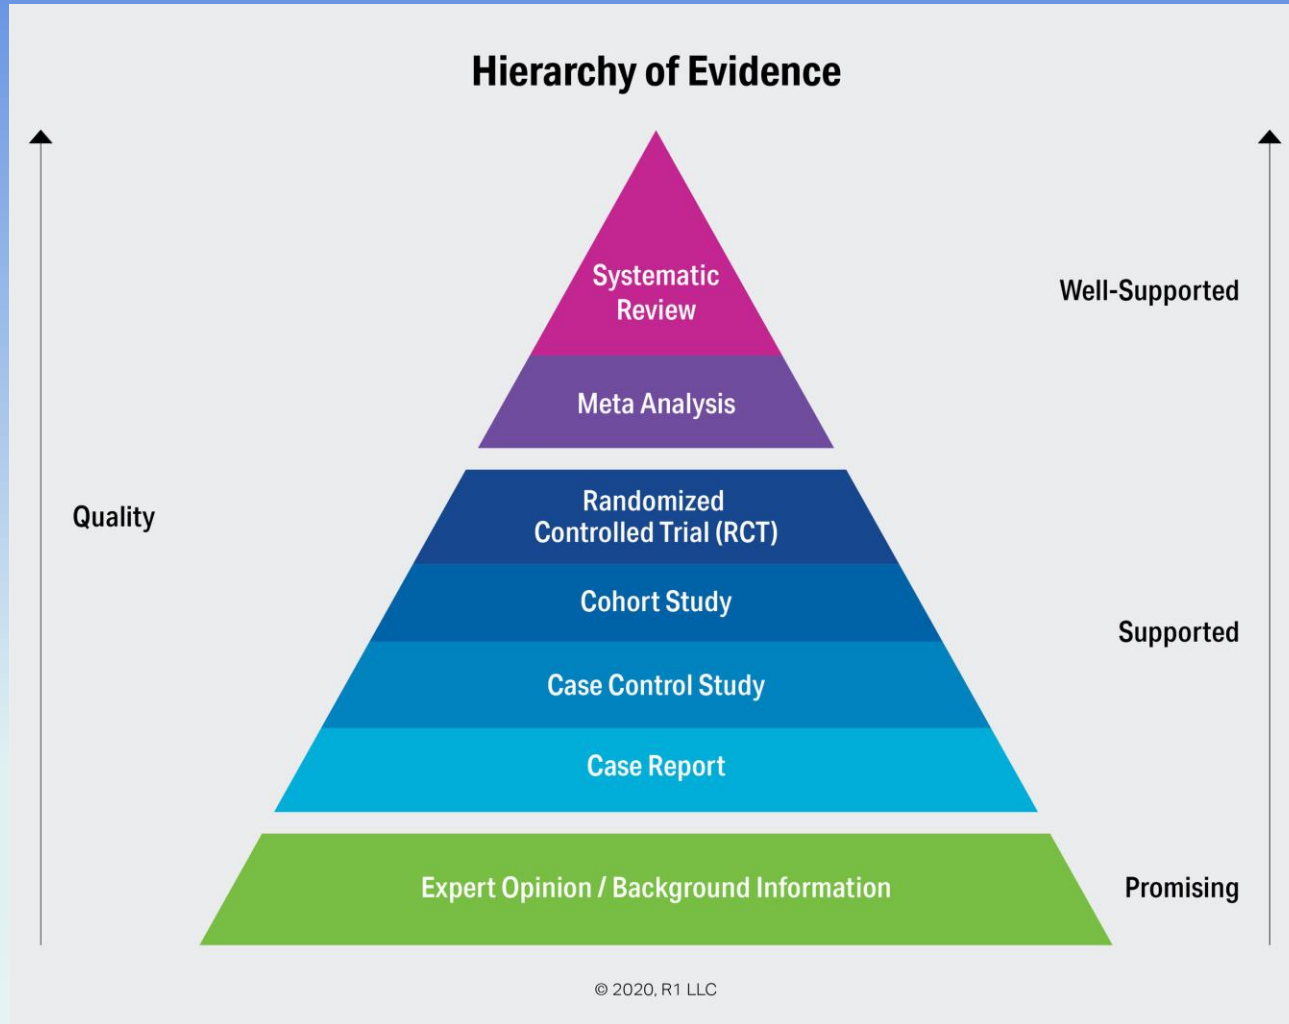 Hierarchy of Evidence
Systematic
Review
Well-Supported
Meta Analysis
Quality
Randomized
Controlled Trial (RCT)
Cohort Study
Supported
Case Control Study
Case Report
Expert Opinion / Background Information
Promising
© 2020, R1 LLC